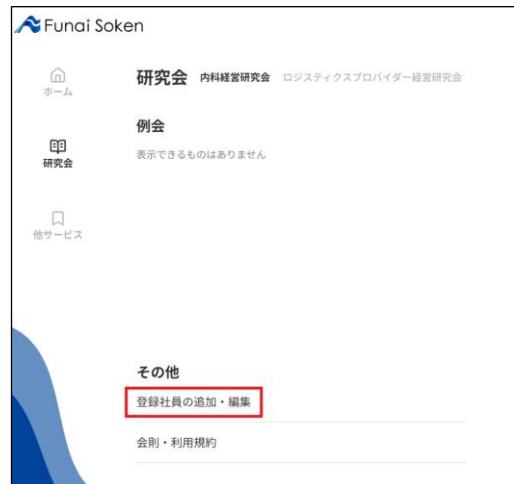 Funai Soken
ホーム
研究会
他サービス
研究会 内科経営研究会 ロジスティクスプロバイダー経営研究会
例会
表示できるものはありません
その他
登録社員の追加・編集
会則・利用規約